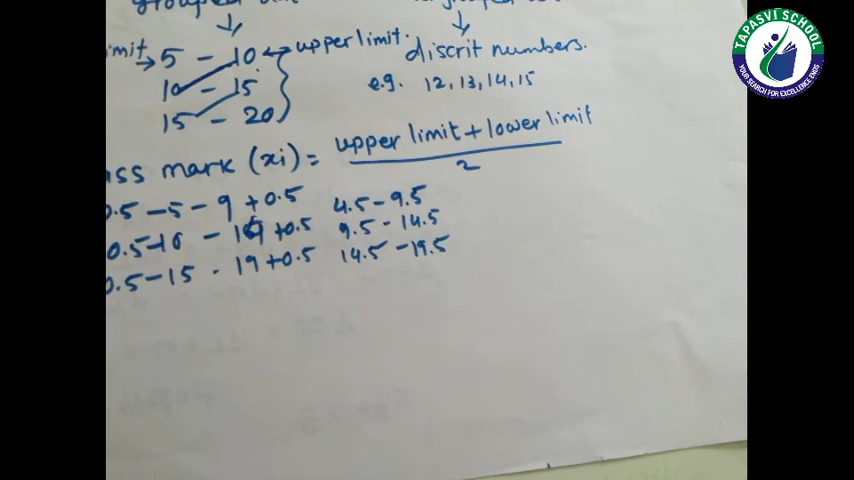 grouped
imit → 5 - 10 ← upper limit.
10 - 15
15 - 20
discrit numbers.
e.g. 12, 13, 14, 15
ass mark (xi) = upper limit + lower limit / 2
0.5 - 5 - 9 + 0.5 4.5 - 9.5
0.5 - 10 - 14 + 0.5 9.5 - 14.5
0.5 - 15 - 19 + 0.5 14.5 - 19.5
TAPASVI SCHOOL
YOUR SEARCH FOR EXCELLENCE ENDS